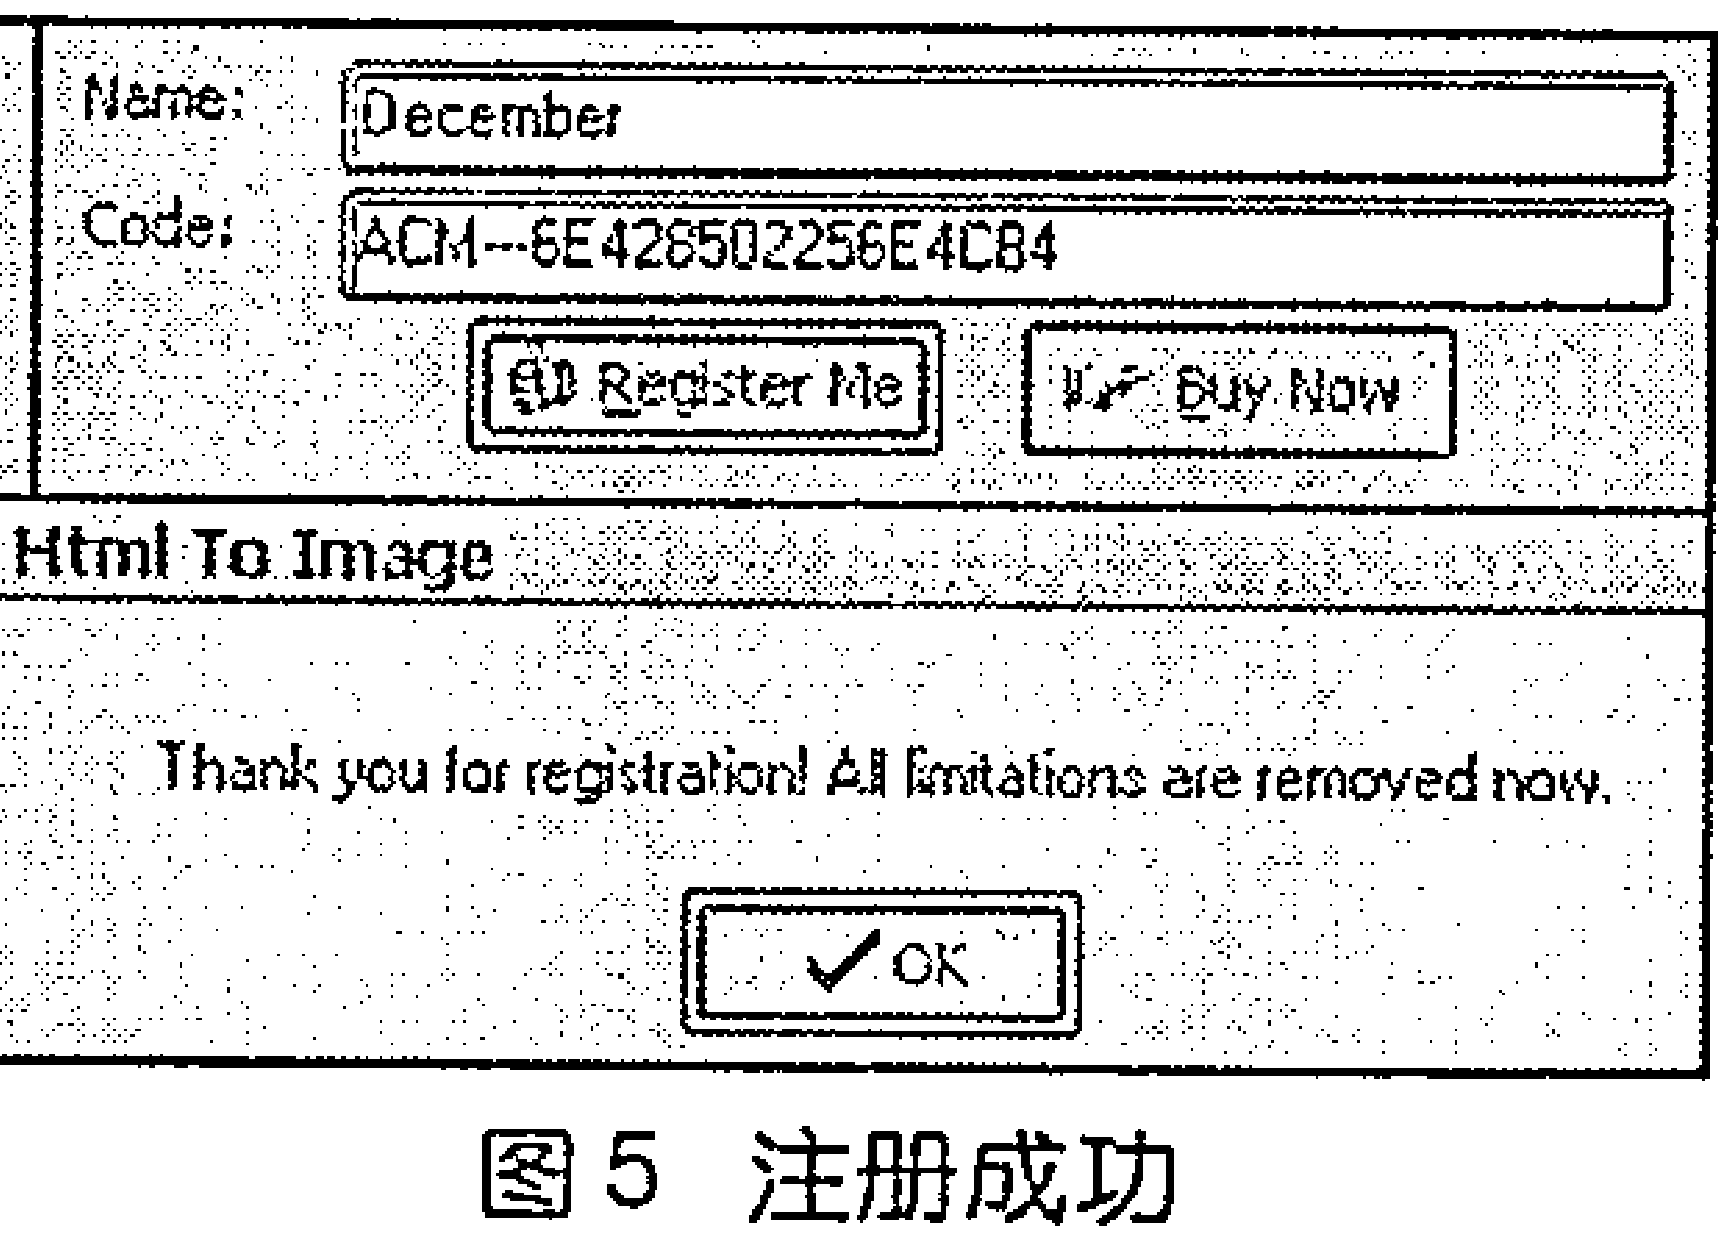 Name:
December
Code:
ACM---6E428502256E4C84
Register Me
Buy Now
Html To Image
Thank you for registration! All limitations are removed now.
OK
图 5 注册成功